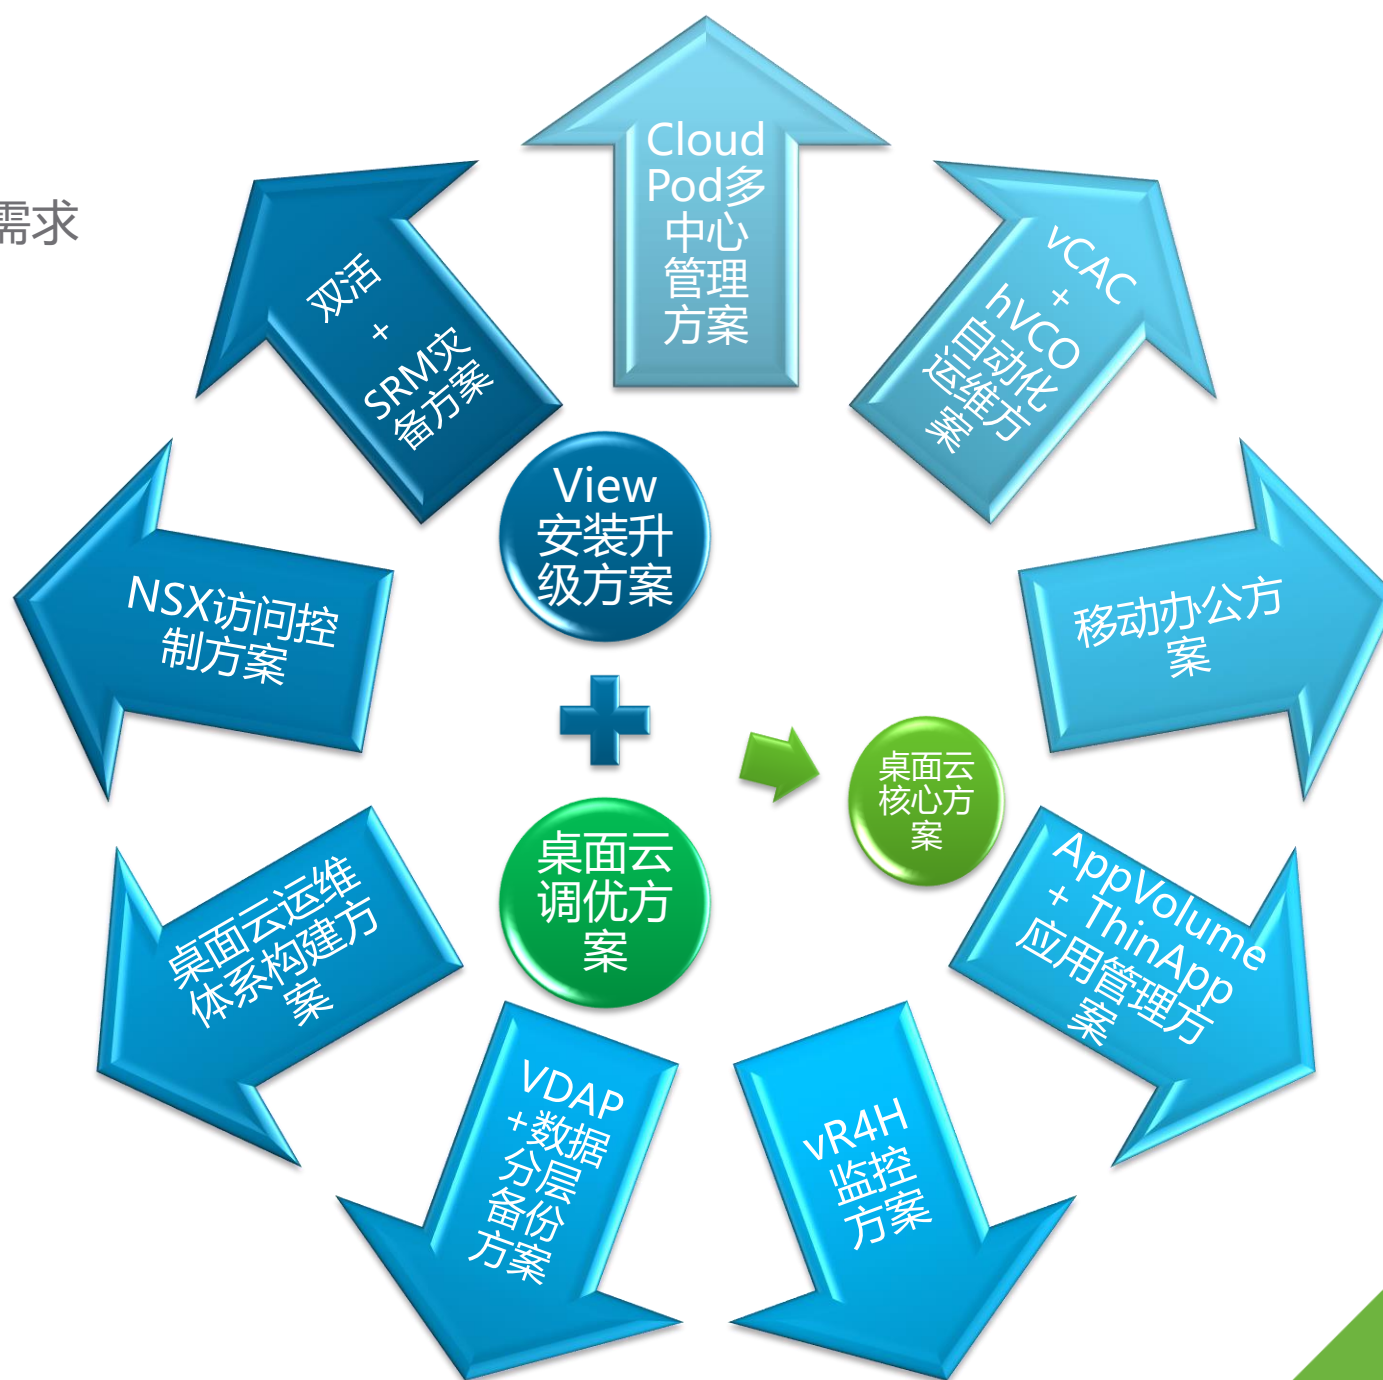 需求
Cloud
Pod多
中心
管理
方案
vCAC
+
hVCO
自动化
运维方
案
移动办公方
案
AppVolume
+ ThinApp
应用管理方
案
vR4H
监控
方案
VDAP
+数据
分层
备份
方案
桌面云运维
体系构建方
案
NSX访问控
制方案
双活
+
SRM灾
备方案
View
安装升
级方案
桌面云
调优方
案
桌面云
核心方
案